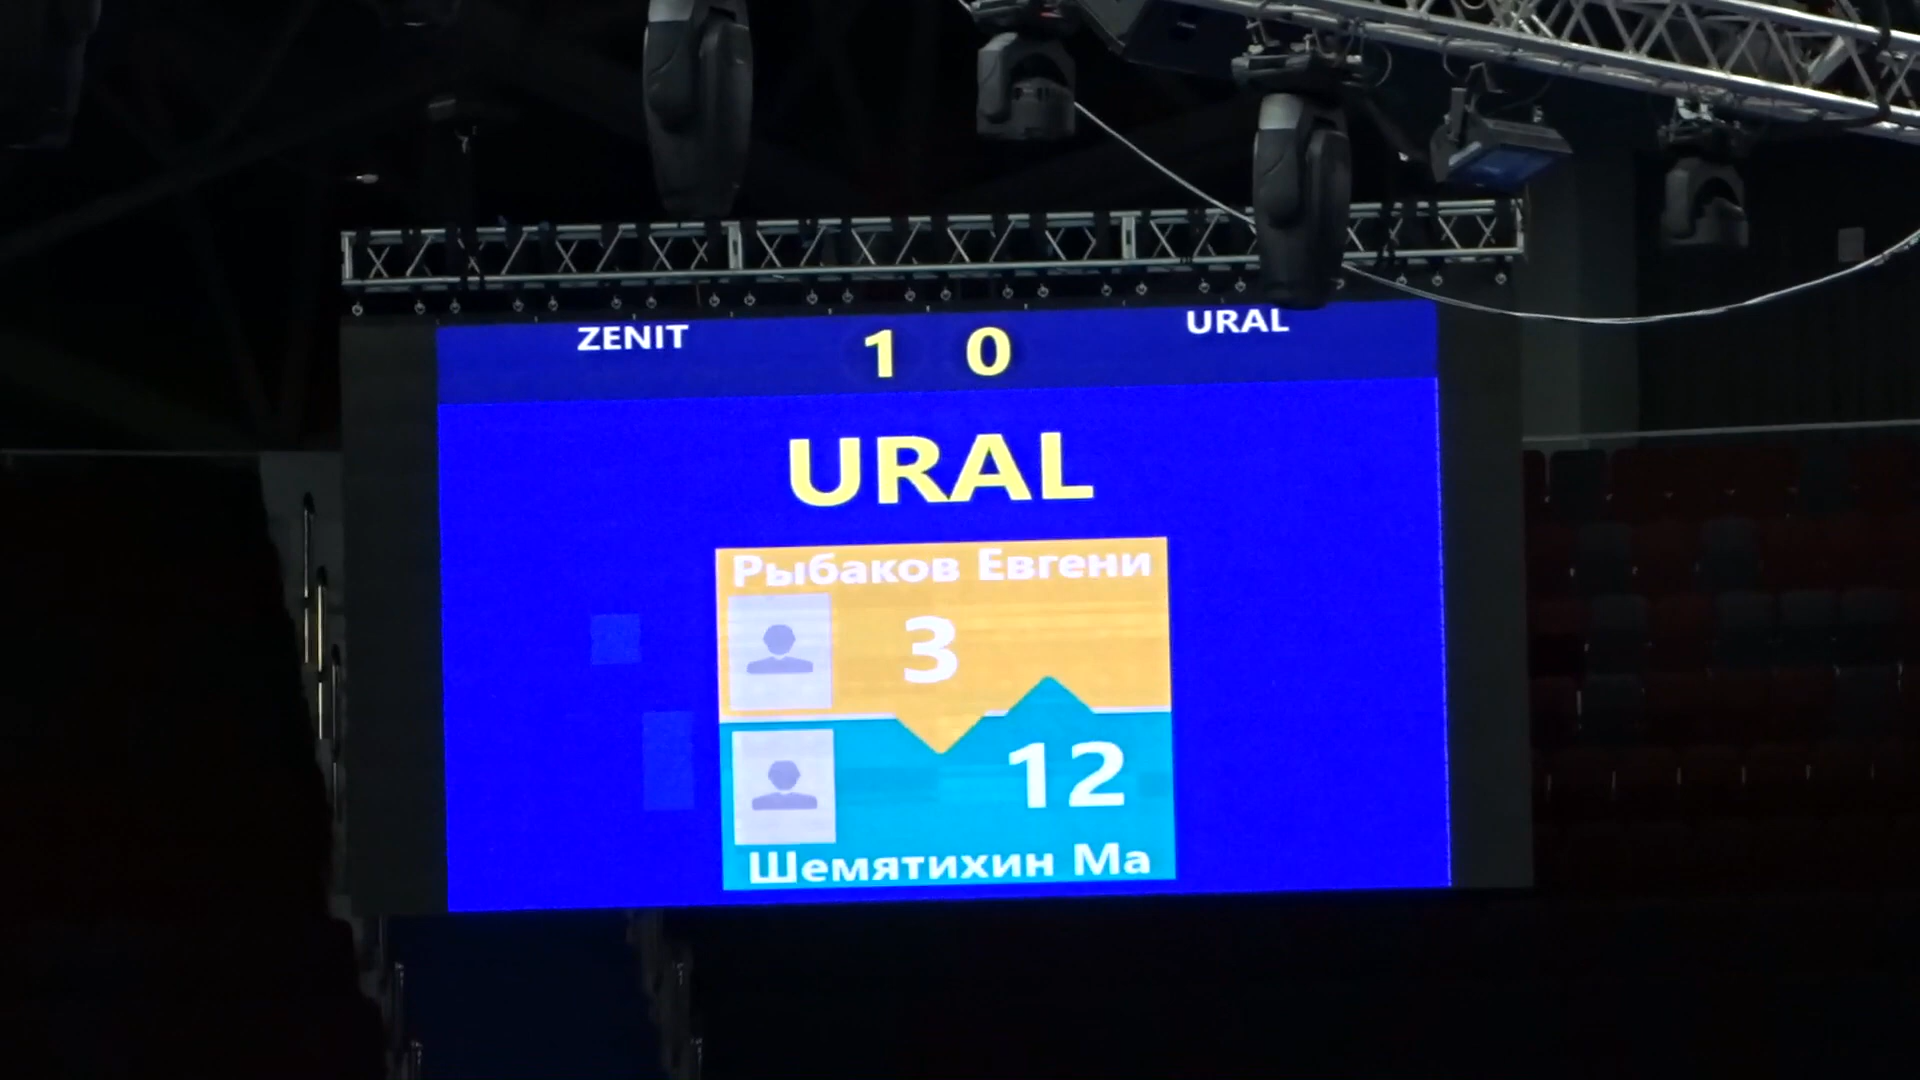 ZENIT 1 0 URAL
URAL
Рыбаков Евгени
3
12
Шемятихин Ма